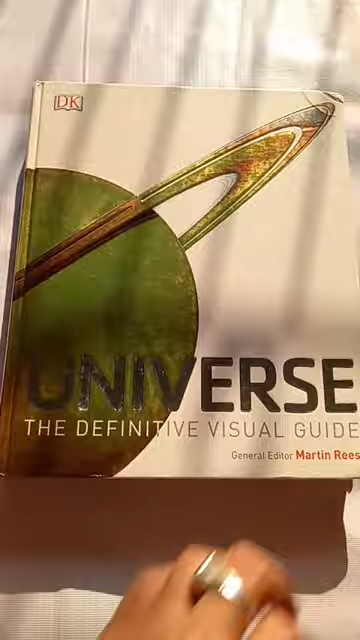 DK
UNIVERSE
THE DEFINITIVE VISUAL GUIDE
General Editor Martin Rees